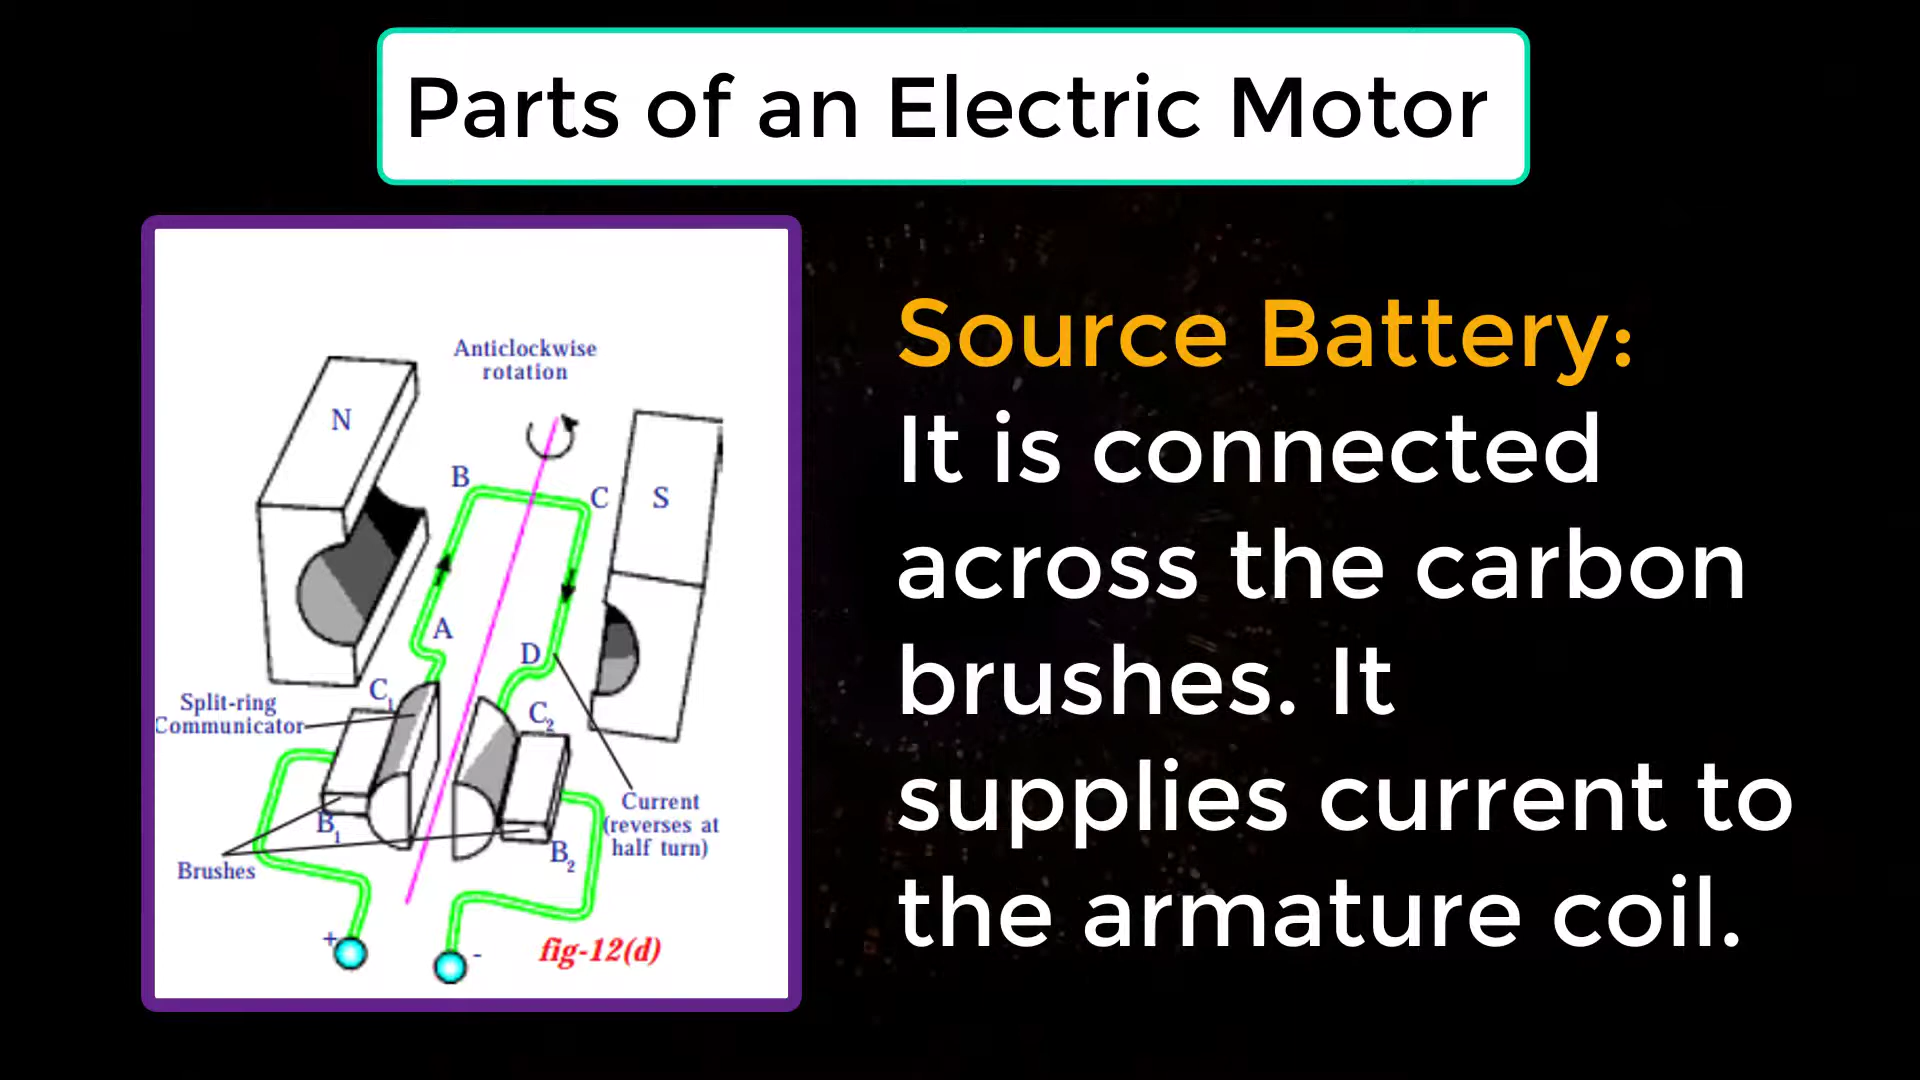 Parts of an Electric Motor
Anticlockwise
rotation
N
B
C
S
A
D
C1
Split-ring
Communicator
C2
Current
(reverses at
half turn)
B1
B2
Brushes
+
-
fig-12(d)
Source Battery:
It is connected
across the carbon
brushes. It
supplies current to
the armature coil.